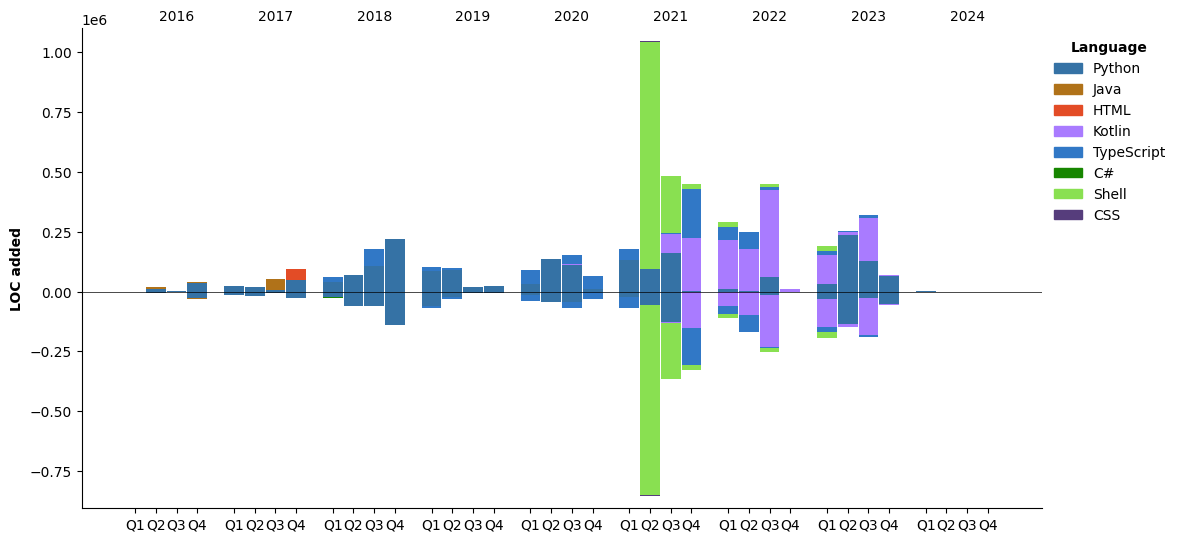 2016 2017 2018 2019 2020 2021 2022 2023 2024
1e6
Language
Python
Java
HTML
Kotlin
TypeScript
C#
Shell
CSS
1.00
0.75
0.50
0.25
0.00
−0.25
−0.50
−0.75
LOC added
Q1 Q2 Q3 Q4 Q1 Q2 Q3 Q4 Q1 Q2 Q3 Q4 Q1 Q2 Q3 Q4 Q1 Q2 Q3 Q4 Q1 Q2 Q3 Q4 Q1 Q2 Q3 Q4 Q1 Q2 Q3 Q4 Q1 Q2 Q3 Q4